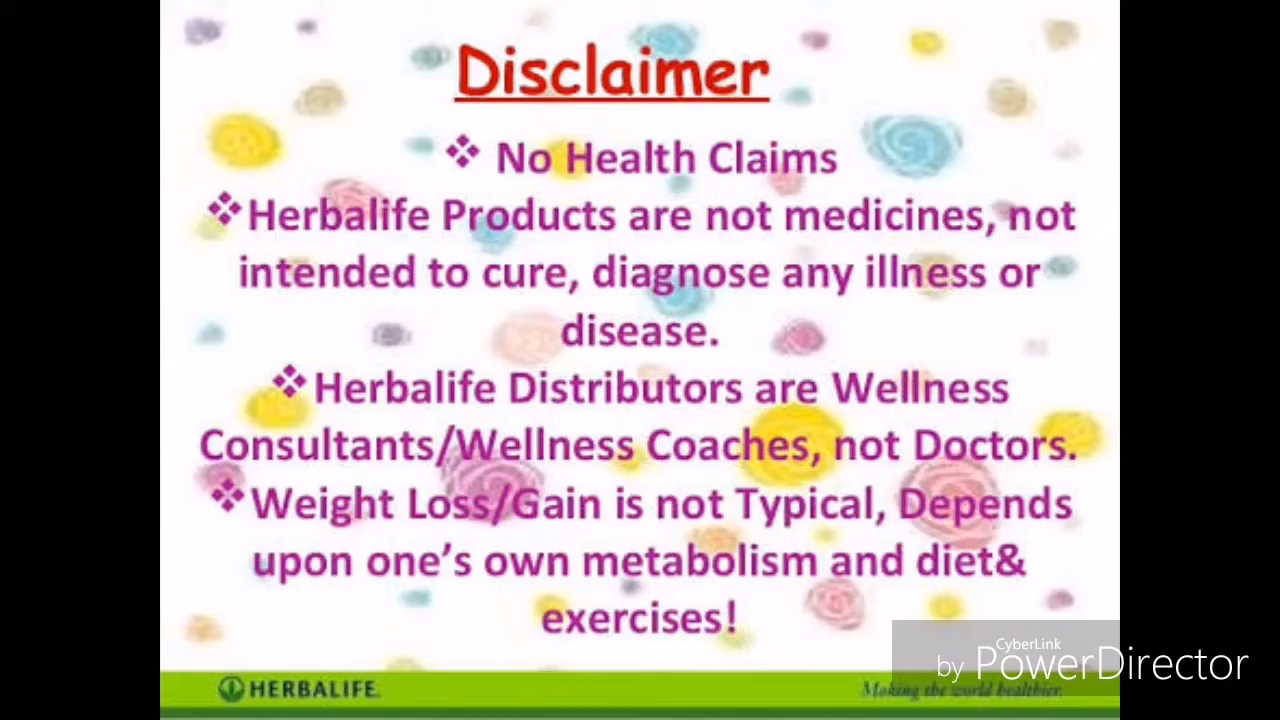 Disclaimer
❖ No Health Claims
❖Herbalife Products are not medicines, not
intended to cure, diagnose any illness or
disease.
❖Herbalife Distributors are Wellness
Consultants/Wellness Coaches, not Doctors.
❖Weight Loss/Gain is not Typical, Depends
upon one’s own metabolism and diet&
exercises!
HERBALIFE.
Making the world healthier.
CyberLink
by PowerDirector